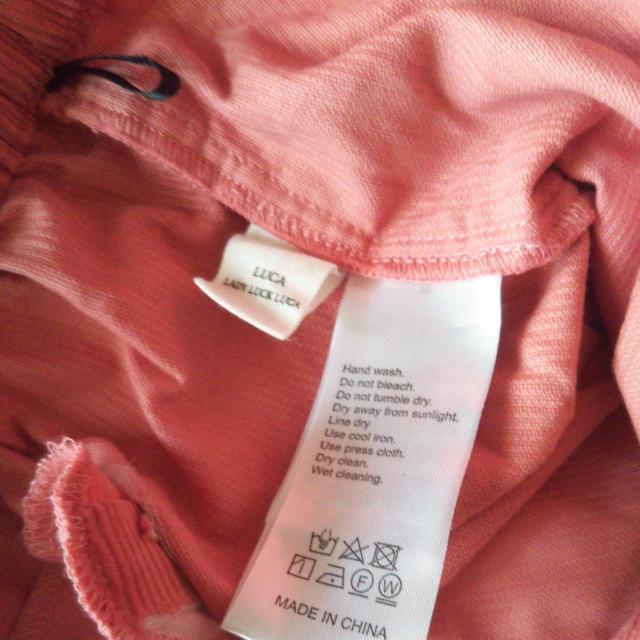 LUCA
LADY LUCK LUCA
Hand wash.
Do not bleach.
Do not tumble dry.
Dry away from sunlight.
Line dry
Use cool iron.
Use press cloth.
Dry clean.
Wet cleaning.
F W
MADE IN CHINA